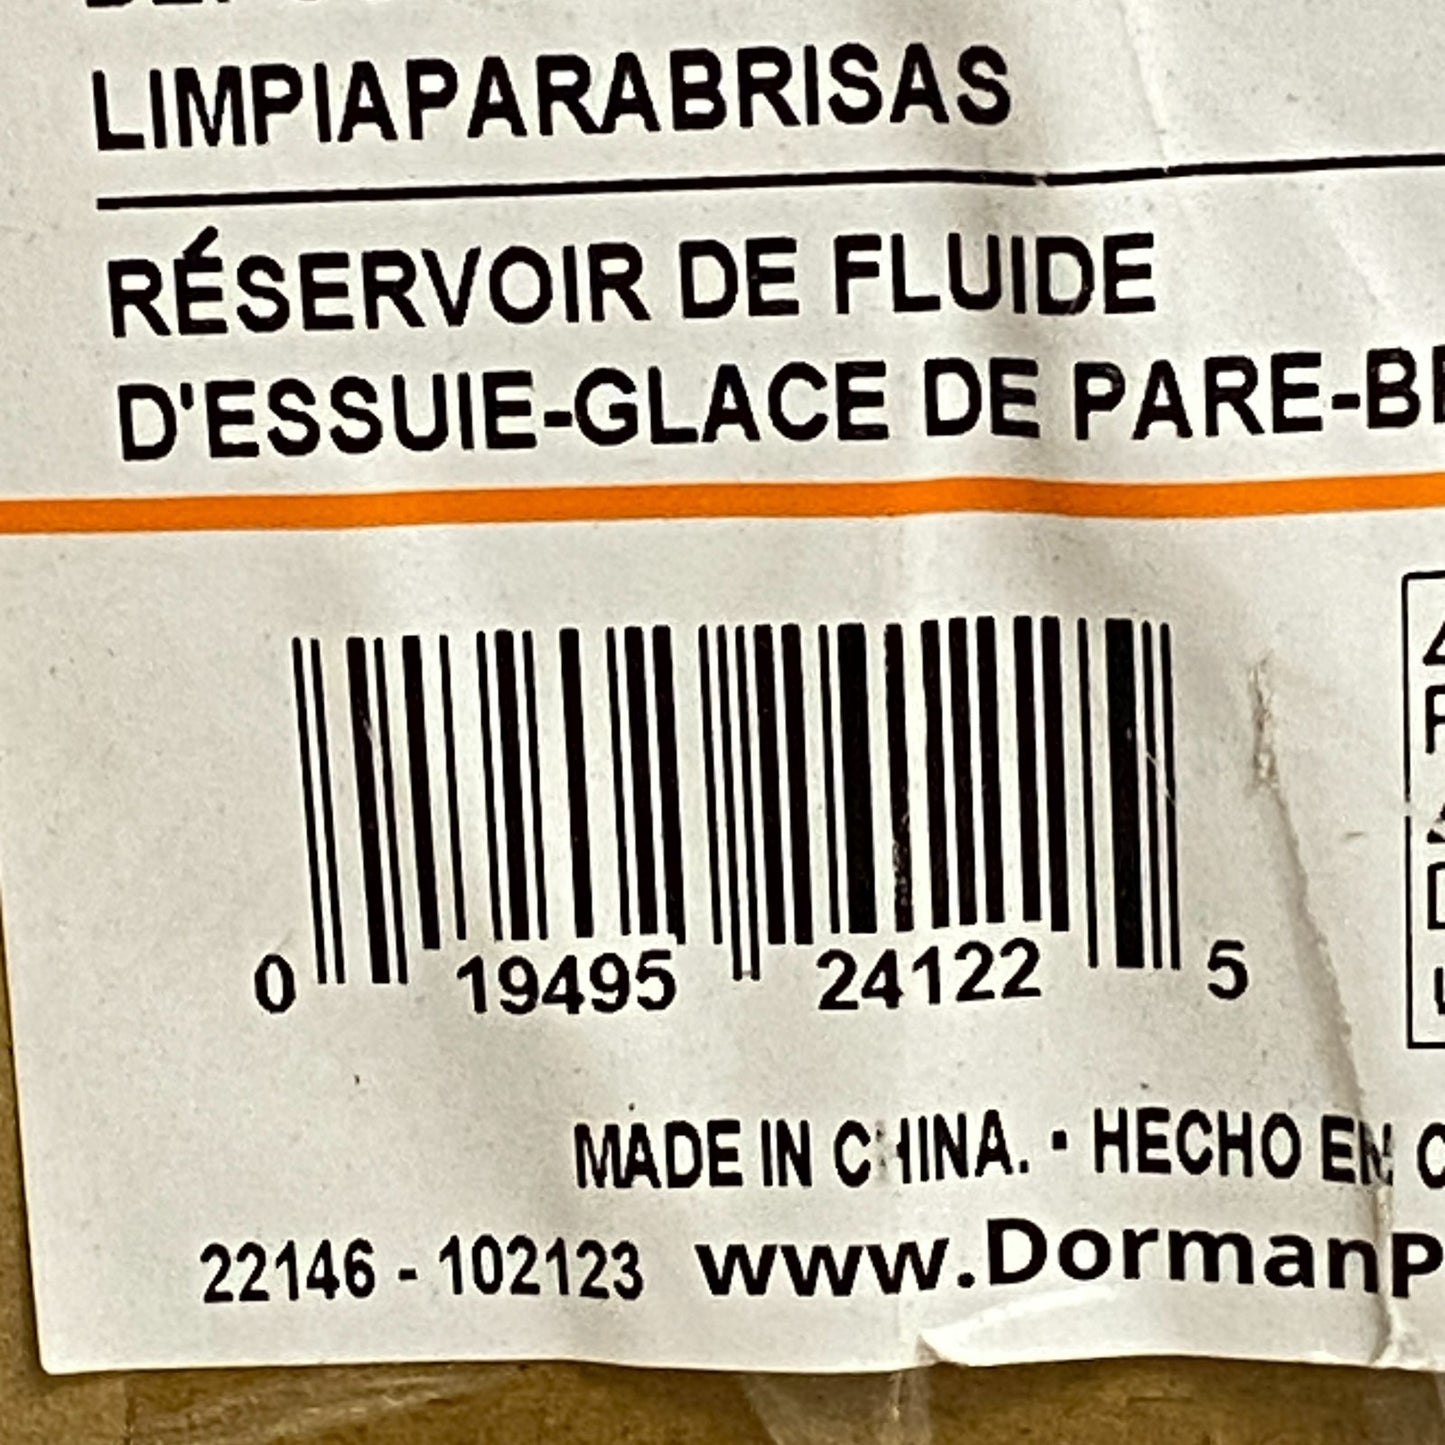 LIMPIAPARABRISAS
RÉSERVOIR DE FLUIDE
D'ESSUIE-GLACE DE PARE-B
0 19495 24122 5
MADE IN CHINA. · HECHO EN
22146 - 102123 www.DormanP